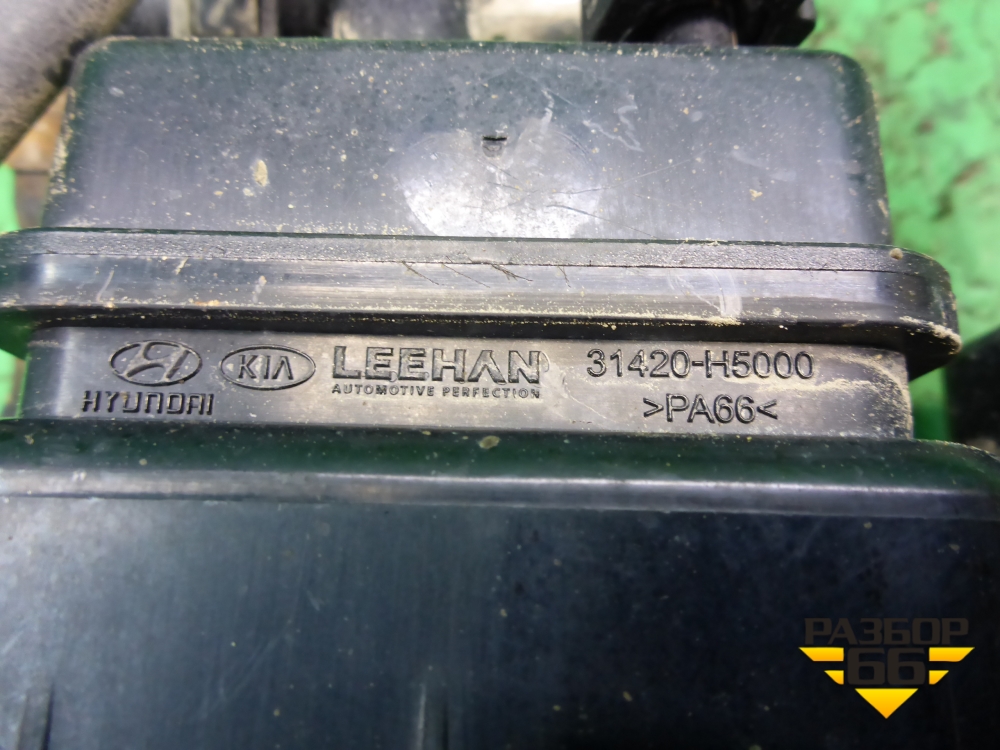 HYUNDAI
KIA
LEEHAN
AUTOMOTIVE PERFECTION
31420-H5000
>PA66<
РАЗБОР
66